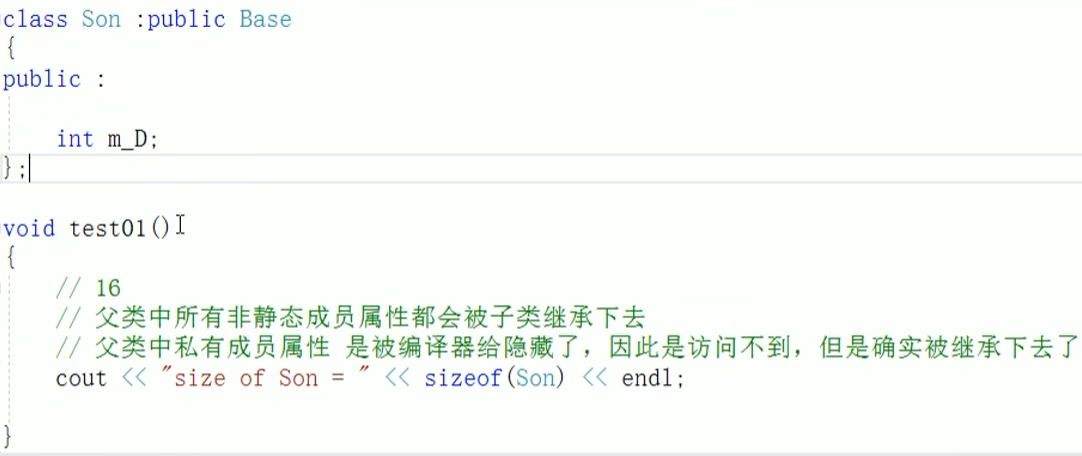 class Son :public Base
{
public :
int m_D;
};
void test01()
{
// 16
// 父类中所有非静态成员属性都会被子类继承下去
// 父类中私有成员属性 是被编译器给隐藏了，因此是访问不到，但是确实被继承下去了
cout << "size of Son = " << sizeof(Son) << endl;
}